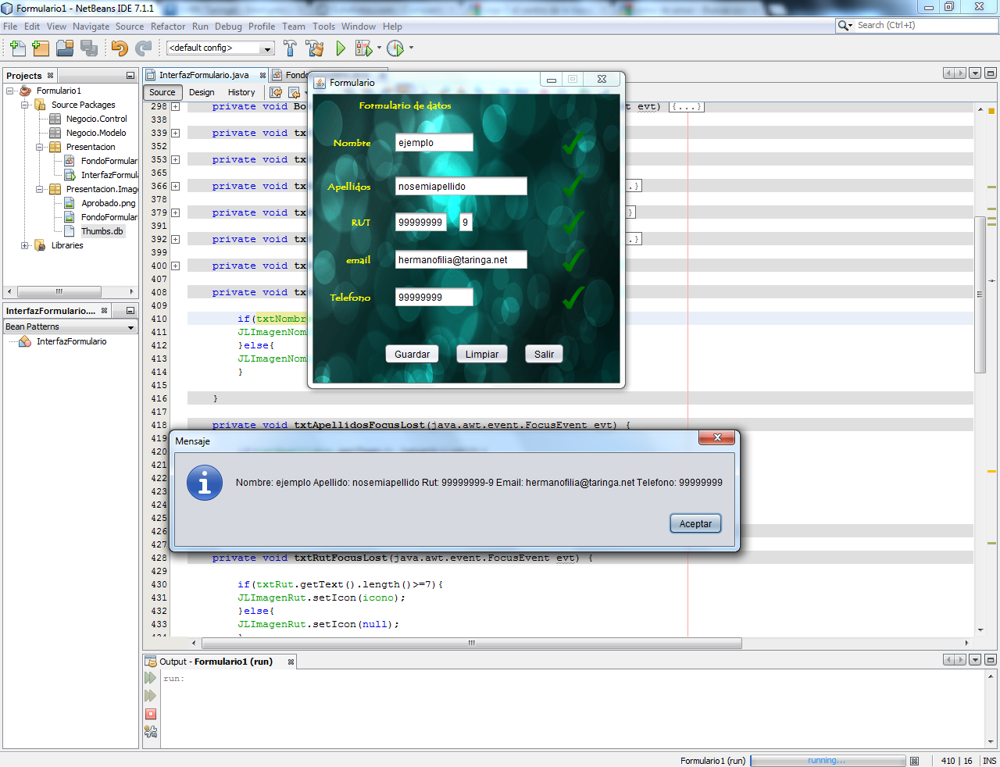 Formulario1 - NetBeans IDE 7.1.1
File Edit View Navigate Source Refactor Run Debug Profile Team Tools Window Help
Search (Ctrl+I)
<default config>
Projects
Formulario1
Source Packages
Negocio.Control
Negocio.Modelo
Presentacion
FondoFormular
InterfazFormula
Presentacion.Image
Aprobado.png
FondoFormular
Thumbs.db
Libraries
InterfazFormulario....
Bean Patterns
InterfazFormulario
InterfazFormulario.java
Source Design History
298 private void Bo t evt) {...}
338
339 private void tx
352
353 private void tx
365
366 private void tx .}
378
379 private void tx }
391
392 private void tx .}
399
400 private void tx
407
408 private void tx
409
410 if(txtNombr
411 JLImagenNom
412 }else{
413 JLImagenNom
414 }
415
416 }
417
418 private void txtApellidosFocusLost(java.awt.event.FocusEvent evt) {
419
420
421
422
423
424
425
426
427
428 private void txtRutFocusLost(java.awt.event.FocusEvent evt) {
429
430 if(txtRut.getText().length()>=7){
431 JLImagenRut.setIcon(icono);
432 }else{
433 JLImagenRut.setIcon(null);
Formulario
Formulario de datos
Nombre ejemplo
Apellidos nosemiapellido
RUT 99999999 9
email hermanofilia@taringa.net
Telefono 99999999
Guardar Limpiar Salir
Mensaje
Nombre: ejemplo Apellido: nosemiapellido Rut: 99999999-9 Email: hermanofilia@taringa.net Telefono: 99999999
Aceptar
Output - Formulario1 (run)
run:
Formulario1 (run) running... 410 | 16 INS